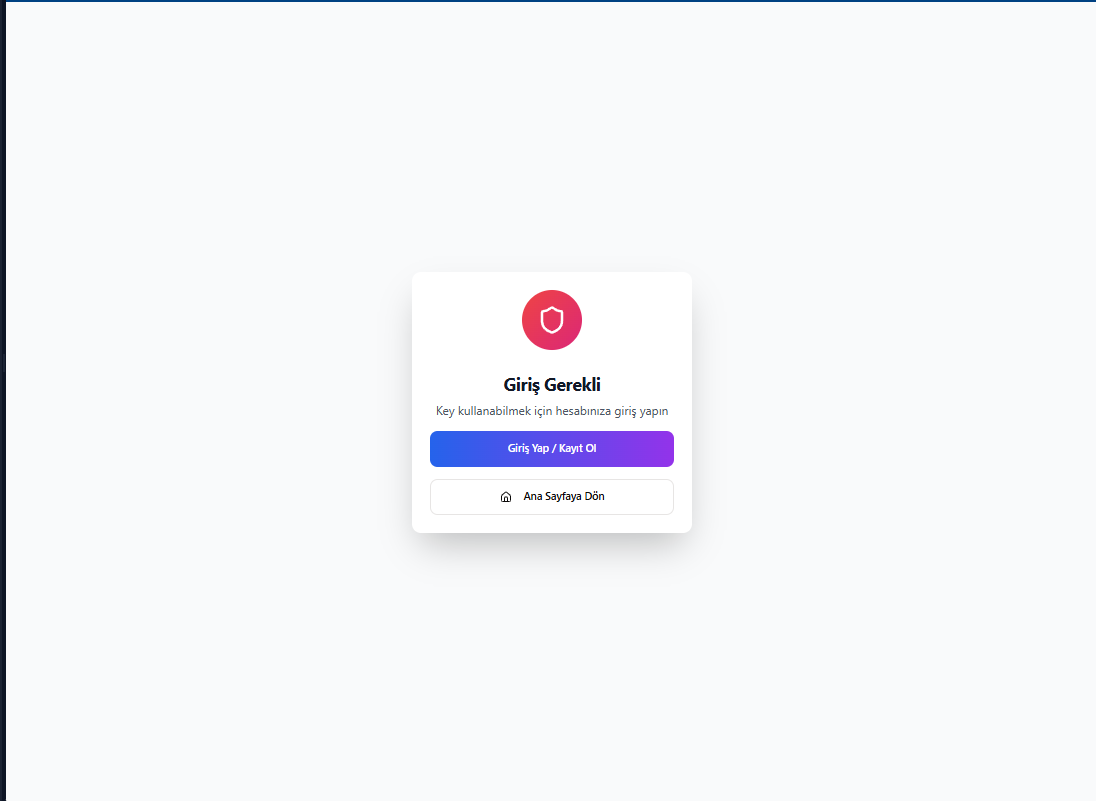 Giriş Gerekli
Key kullanabilmek için hesabınıza giriş yapın
Giriş Yap / Kayıt Ol
Ana Sayfaya Dön